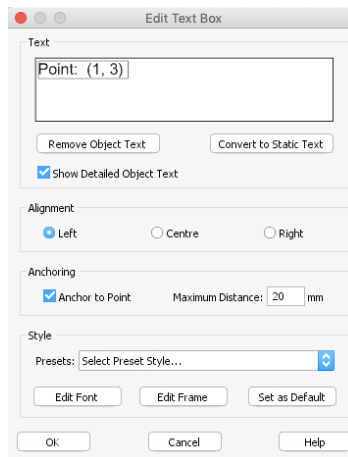 Edit Text Box
Text
Point: (1, 3)
Remove Object Text Convert to Static Text
Show Detailed Object Text
Alignment
Left Centre Right
Anchoring
Anchor to Point Maximum Distance: 20 mm
Style
Presets: Select Preset Style...
Edit Font Edit Frame Set as Default
OK Cancel Help